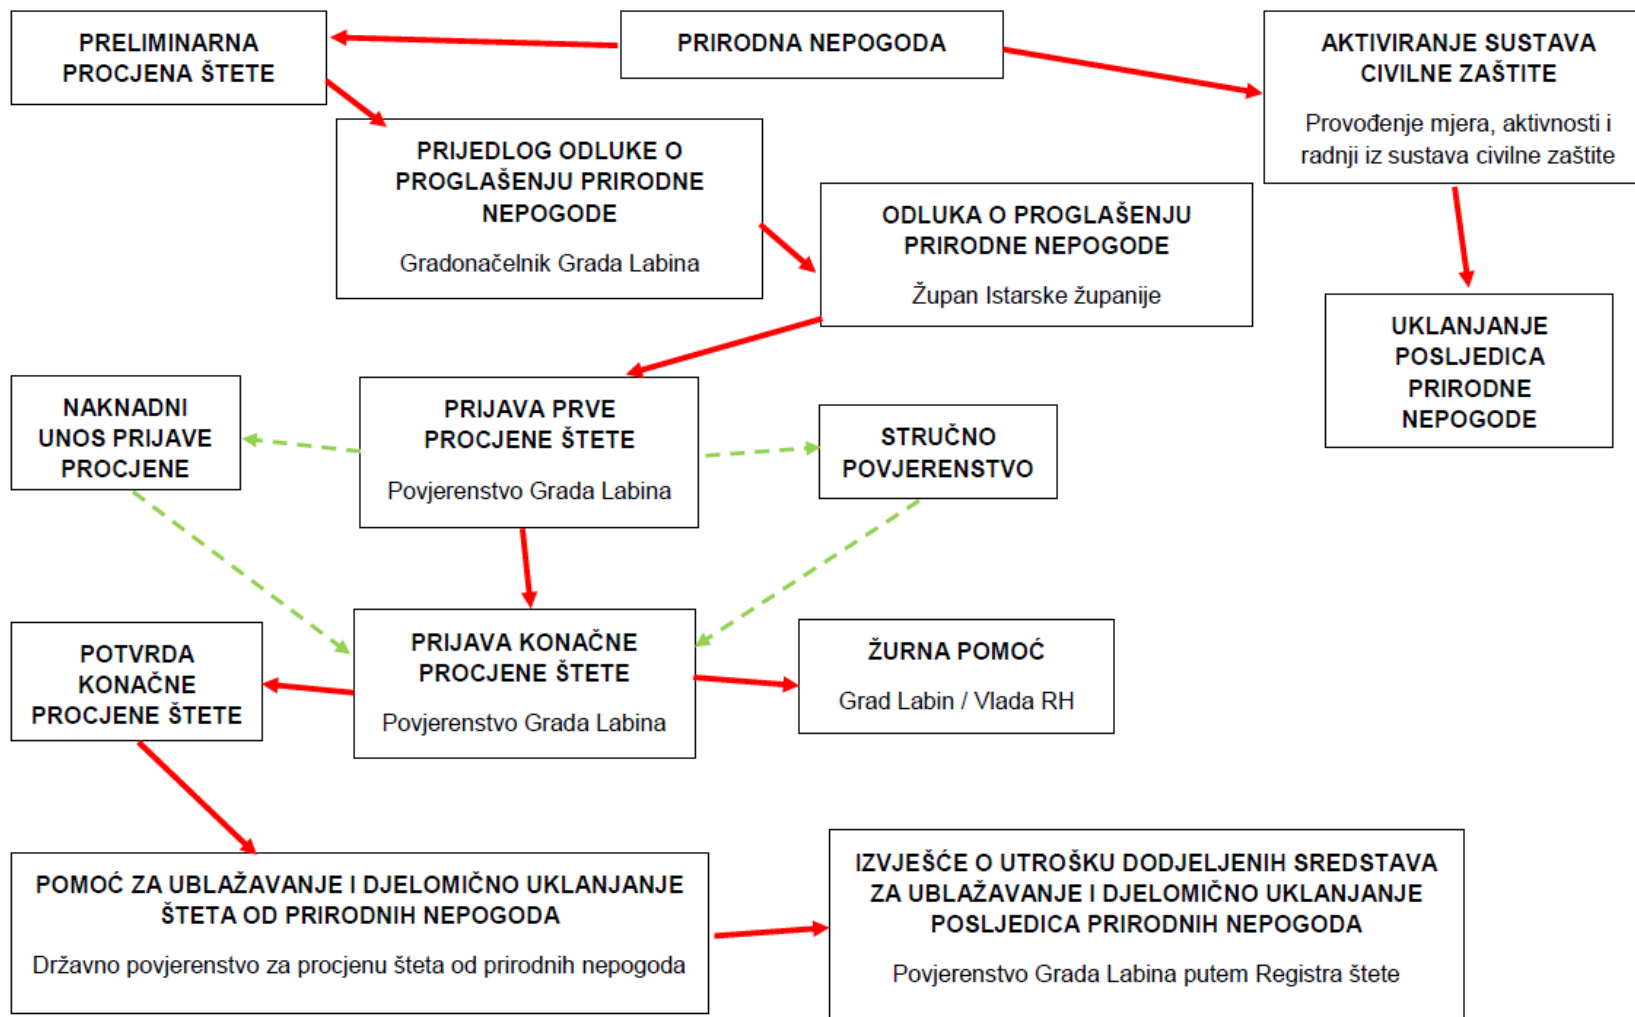 PRELIMINARNA
PROCJENA ŠTETE
PRIRODNA NEPOGODA
AKTIVIRANJE SUSTAVA
CIVILNE ZAŠTITE
Provođenje mjera, aktivnosti i
radnji iz sustava civilne zaštite
PRIJEDLOG ODLUKE O
PROGLAŠENJU PRIRODNE
NEPOGODE
Gradonačelnik Grada Labina
ODLUKA O PROGLAŠENJU
PRIRODNE NEPOGODE
Župan Istarske županije
UKLANJANJE
POSLJEDICA
PRIRODNE
NEPOGODE
NAKNADNI
UNOS PRIJAVE
PROCJENE
PRIJAVA PRVE
PROCJENE ŠTETE
Povjerenstvo Grada Labina
STRUČNO
POVJERENSTVO
POTVRDA
KONAČNE
PROCJENE ŠTETE
PRIJAVA KONAČNE
PROCJENE ŠTETE
Povjerenstvo Grada Labina
ŽURNA POMOĆ
Grad Labin / Vlada RH
POMOĆ ZA UBLAŽAVANJE I DJELOMIČNO UKLANJANJE
ŠTETA OD PRIRODNIH NEPOGODA
Državno povjerenstvo za procjenu šteta od prirodnih nepogoda
IZVJEŠĆE O UTROŠKU DODJELJENIH SREDSTAVA
ZA UBLAŽAVANJE I DJELOMIČNO UKLANJANJE
POSLJEDICA PRIRODNIH NEPOGODA
Povjerenstvo Grada Labina putem Registra štete